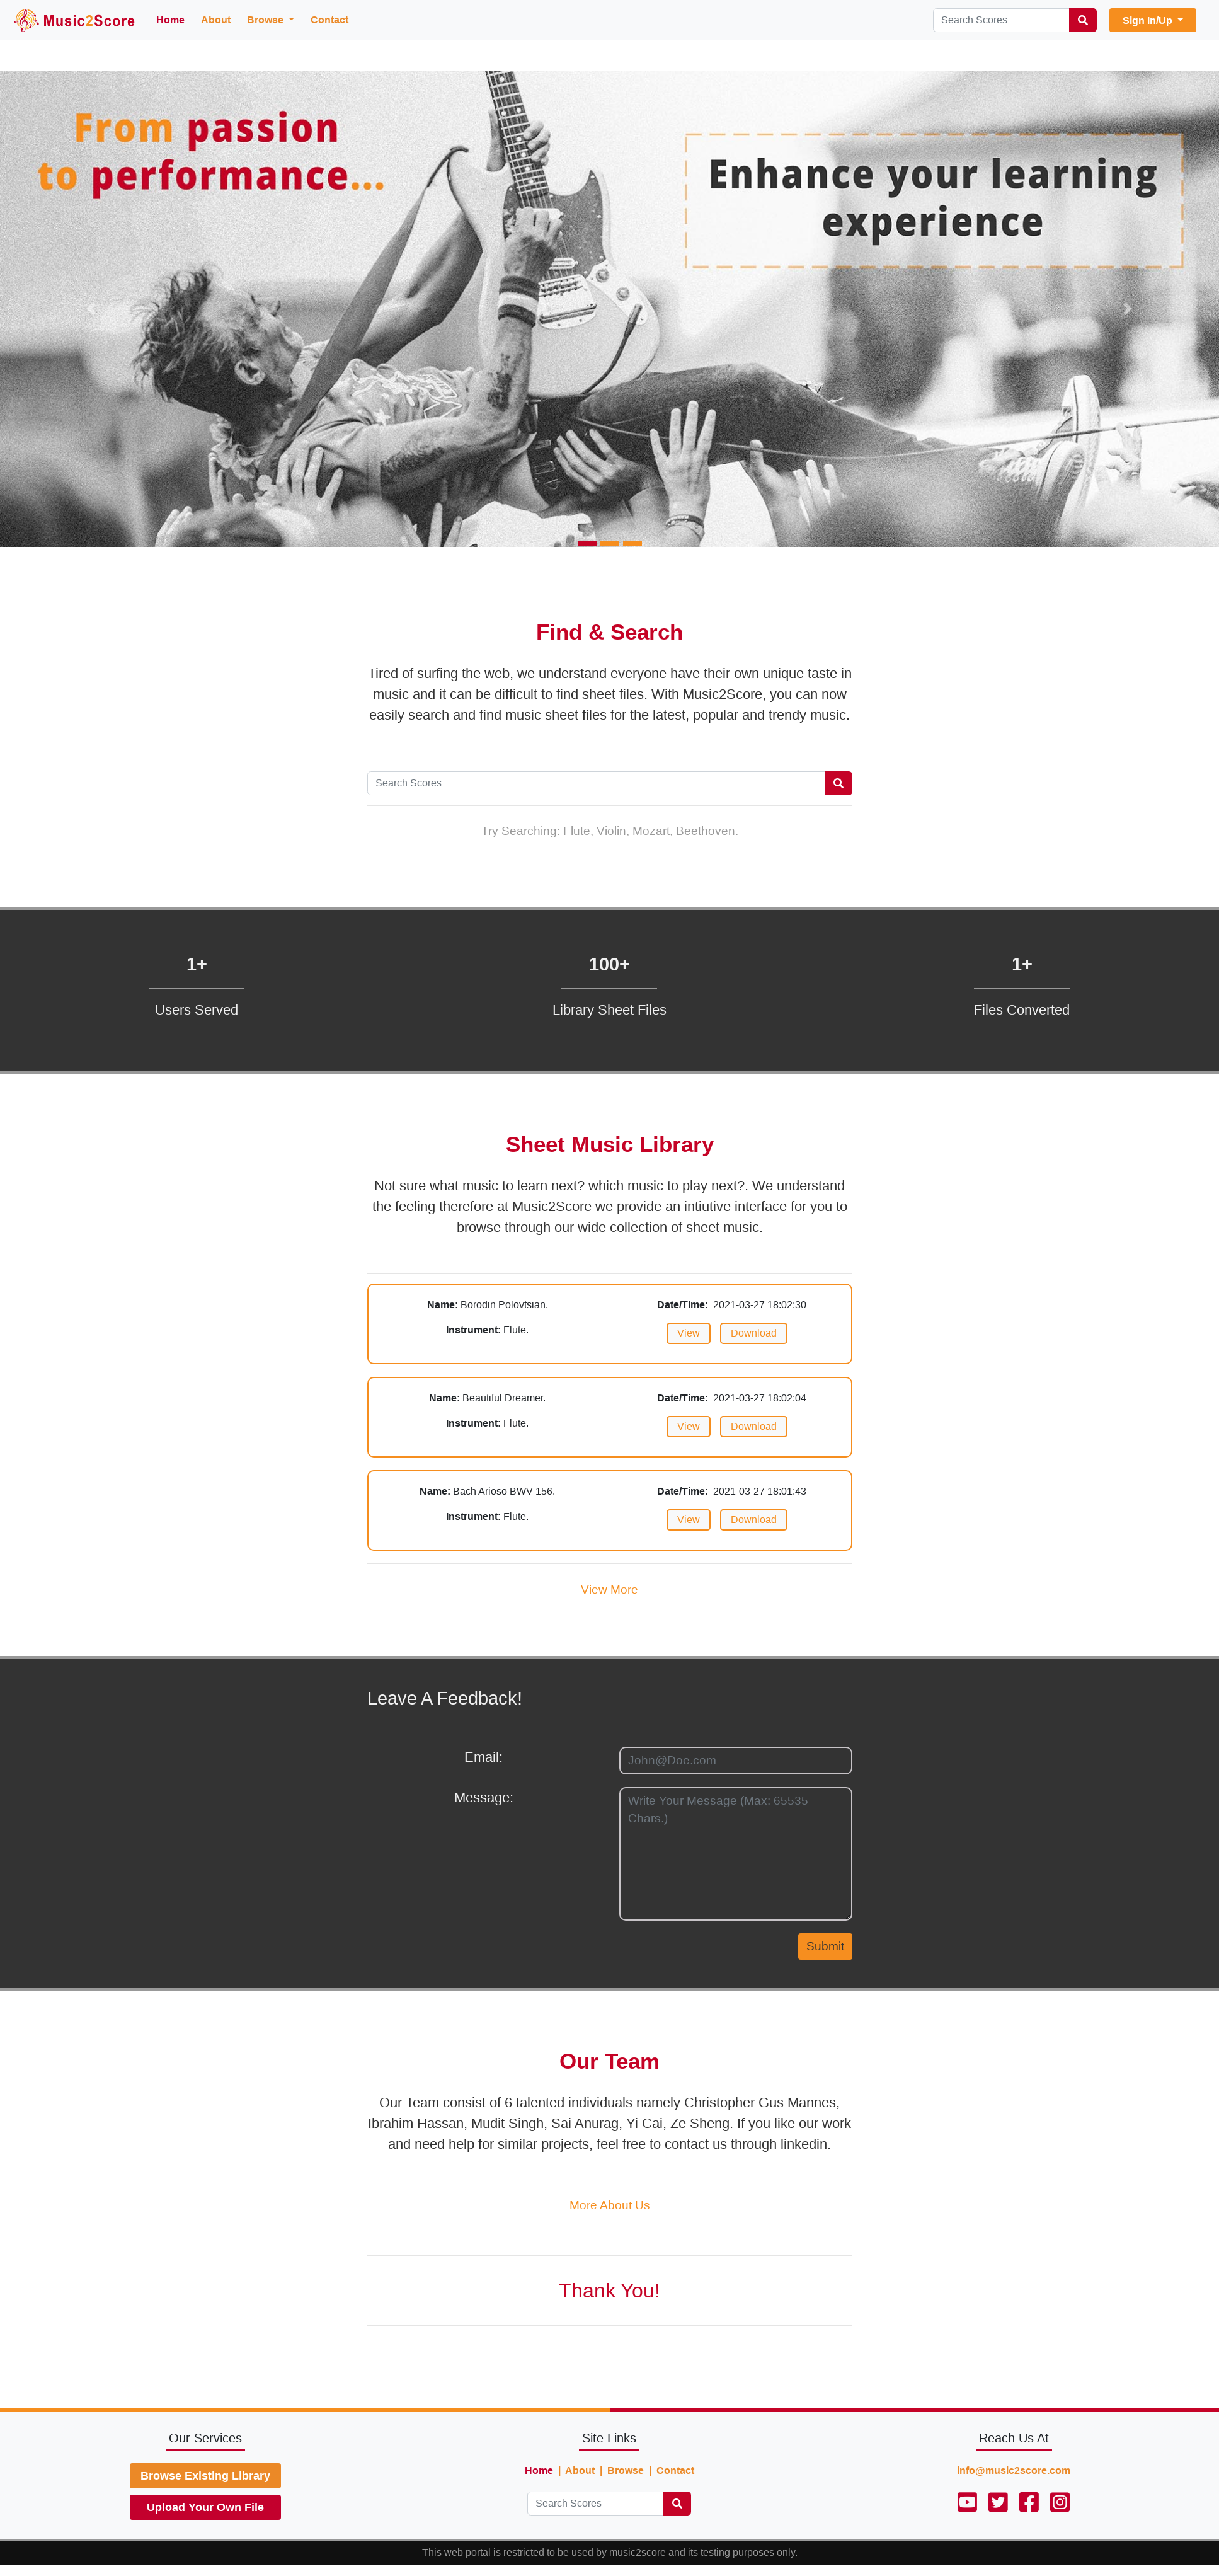 Music2Score Home About Browse Contact Search Scores Sign In/Up
From passion
to performance...
Enhance your learning
experience
Find & Search
Tired of surfing the web, we understand everyone have their own unique taste in
music and it can be difficult to find sheet files. With Music2Score, you can now
easily search and find music sheet files for the latest, popular and trendy music.
Search Scores
Try Searching: Flute, Violin, Mozart, Beethoven.
1+ 100+ 1+
Users Served Library Sheet Files Files Converted
Sheet Music Library
Not sure what music to learn next? which music to play next?. We understand
the feeling therefore at Music2Score we provide an intiutive interface for you to
browse through our wide collection of sheet music.
Name: Borodin Polovtsian. Date/Time: 2021-03-27 18:02:30
Instrument: Flute. View Download
Name: Beautiful Dreamer. Date/Time: 2021-03-27 18:02:04
Instrument: Flute. View Download
Name: Bach Arioso BWV 156. Date/Time: 2021-03-27 18:01:43
Instrument: Flute. View Download
View More
Leave A Feedback!
Email: John@Doe.com
Message: Write Your Message (Max: 65535
Chars.)
Submit
Our Team
Our Team consist of 6 talented individuals namely Christopher Gus Mannes,
Ibrahim Hassan, Mudit Singh, Sai Anurag, Yi Cai, Ze Sheng. If you like our work
and need help for similar projects, feel free to contact us through linkedin.
More About Us
Thank You!
Our Services
Browse Existing Library
Upload Your Own File
Site Links
Home | About | Browse | Contact
Search Scores
Reach Us At
info@music2score.com
This web portal is restricted to be used by music2score and its testing purposes only.